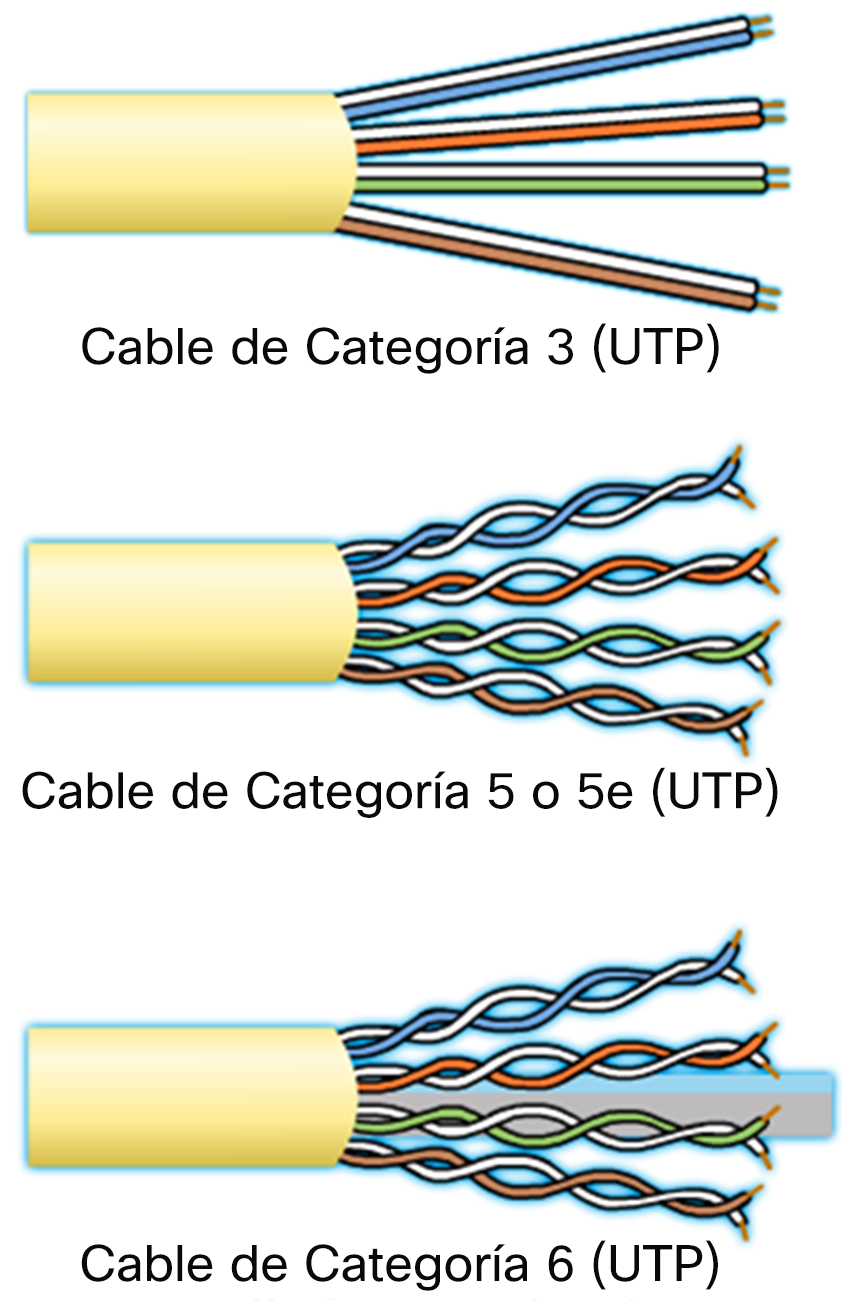 Cable de Categoría 3 (UTP)
Cable de Categoría 5 o 5e (UTP)
Cable de Categoría 6 (UTP)